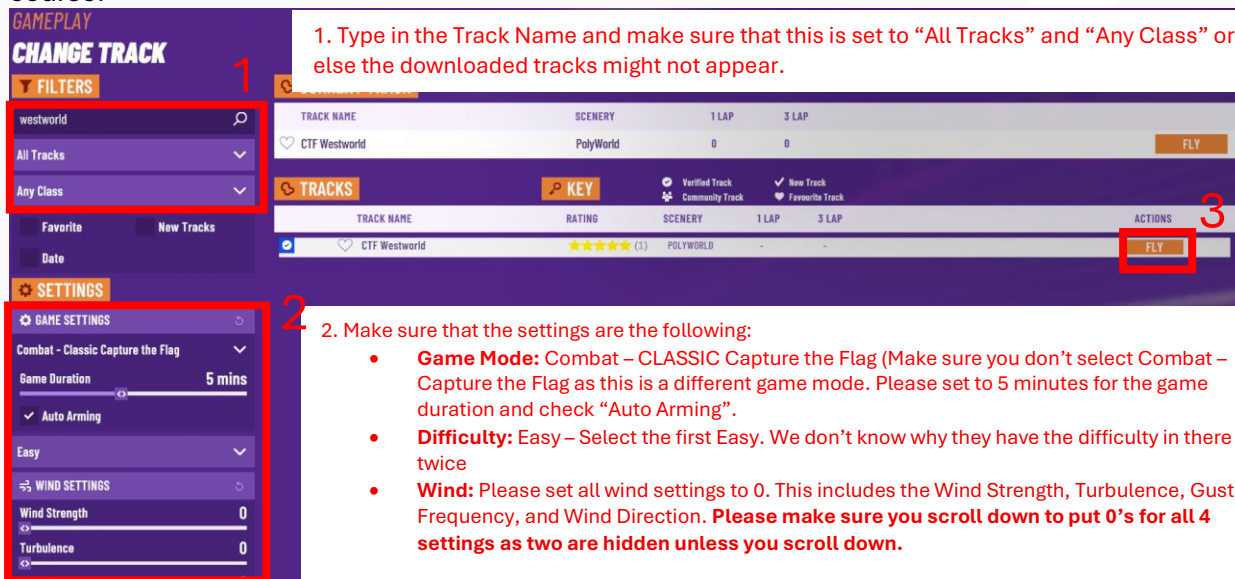 GAMEPLAY
CHANGE TRACK
1
1. Type in the Track Name and make sure that this is set to “All Tracks” and “Any Class” or
else the downloaded tracks might not appear.
FILTERS
westworld
All Tracks
Any Class
Favorite New Tracks
Date
TRACK NAME SCENERY 1 LAP 3 LAP
CTF Westworld PolyWorld 0 0 FLY
TRACKS KEY Verified Track New Track
Community Track Favourite Track
3
TRACK NAME RATING SCENERY 1 LAP 3 LAP ACTIONS
CTF Westworld (1) POLYWORLD - - FLY
SETTINGS
2
GAME SETTINGS
Combat - Classic Capture the Flag
Game Duration 5 mins
Auto Arming
Easy
WIND SETTINGS
Wind Strength 0
Turbulence 0
2. Make sure that the settings are the following:
• Game Mode: Combat – CLASSIC Capture the Flag (Make sure you don’t select Combat –
Capture the Flag as this is a different game mode. Please set to 5 minutes for the game
duration and check “Auto Arming”.
• Difficulty: Easy – Select the first Easy. We don’t know why they have the difficulty in there
twice
• Wind: Please set all wind settings to 0. This includes the Wind Strength, Turbulence, Gust
Frequency, and Wind Direction. Please make sure you scroll down to put 0’s for all 4
settings as two are hidden unless you scroll down.